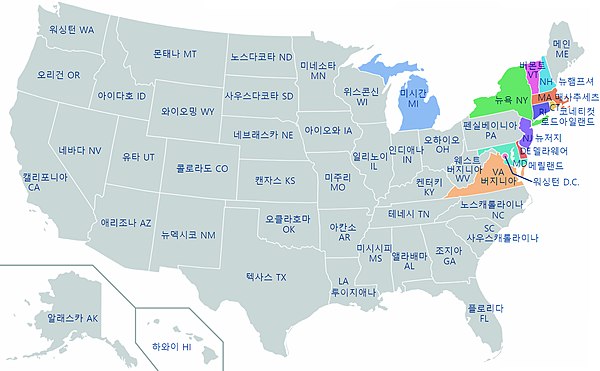 워싱턴 WA
몬태나 MT
노스다코타 ND
미네소타
MN
메인
ME
버몬트
VT
NH
뉴햄프셔
오리건 OR
아이다호 ID
와이오밍 WY
사우스다코타 SD
위스콘신
WI
미시간
MI
뉴욕 NY
MA
매사추세츠
CT
코네티컷
RI
로드아일랜드
펜실베이니아
PA
NJ 뉴저지
DE
델라웨어
MD
메릴랜드
워싱턴 D.C.
네바다 NV
유타 UT
콜로라도 CO
네브래스카 NE
아이오와 IA
일리노이
IL
인디애나
IN
오하이오
OH
웨스트
버지니아
WV
VA
버지니아
캘리포니아
CA
캔자스 KS
미주리
MO
켄터키
KY
노스캐롤라이나
NC
테네시 TN
SC
사우스캐롤라이나
애리조나 AZ
뉴멕시코 NM
오클라호마
OK
아칸소
AR
미시시피
MS
앨라배마
AL
조지아
GA
텍사스 TX
LA
루이지애나
플로리다
FL
알래스카 AK
하와이 HI